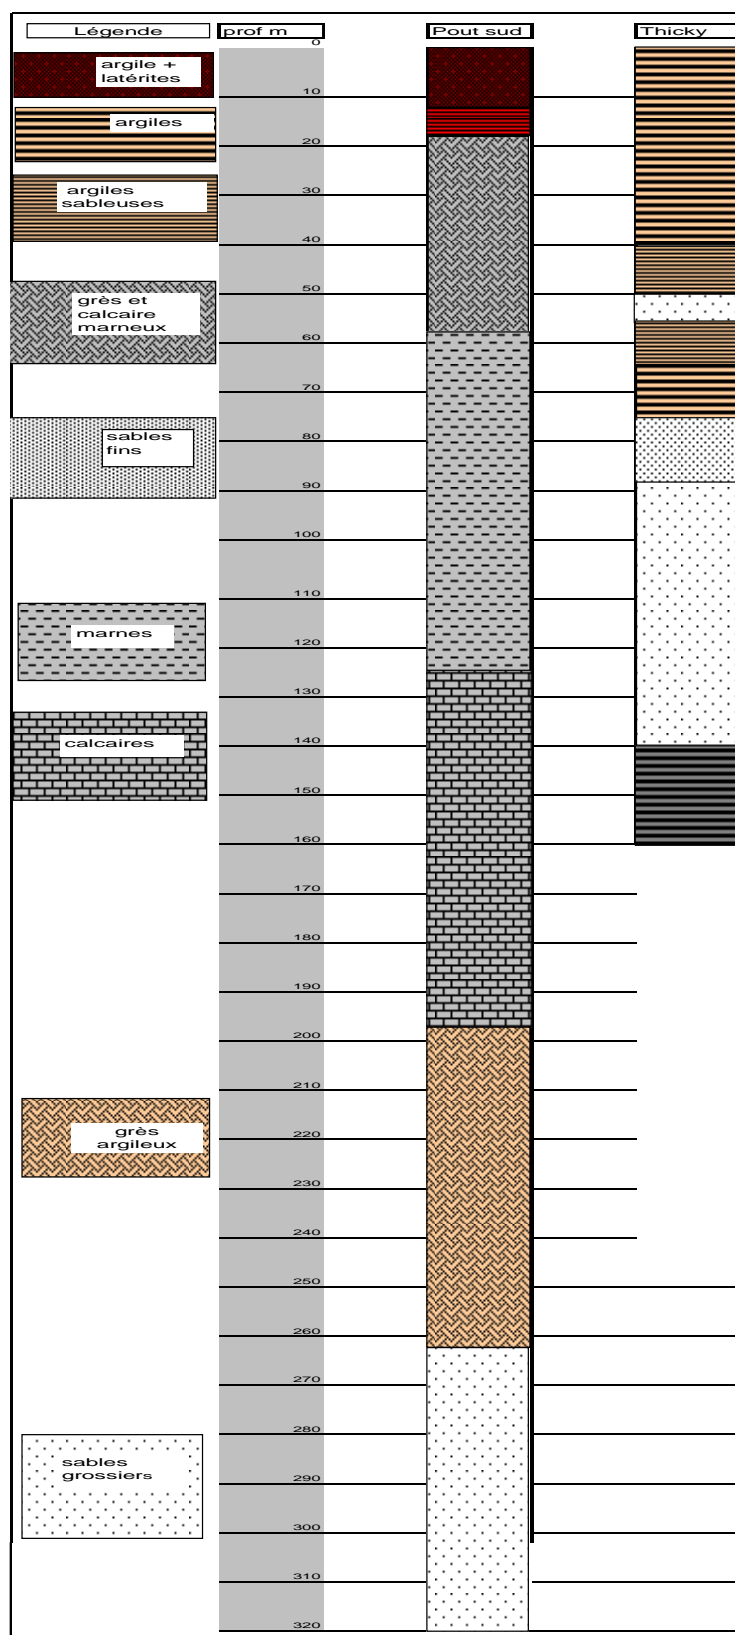 Légende
prof m
Pout sud
Thicky
0
argile +
latérites
10
argiles
20
argiles
sableuses
30
40
50
grès et
calcaire
marneux
60
70
80
sables
fins
90
100
110
120
marnes
130
140
calcaires
150
160
170
180
190
200
210
220
grès
argileux
230
240
250
260
270
280
sables
grossiers
290
300
310
320